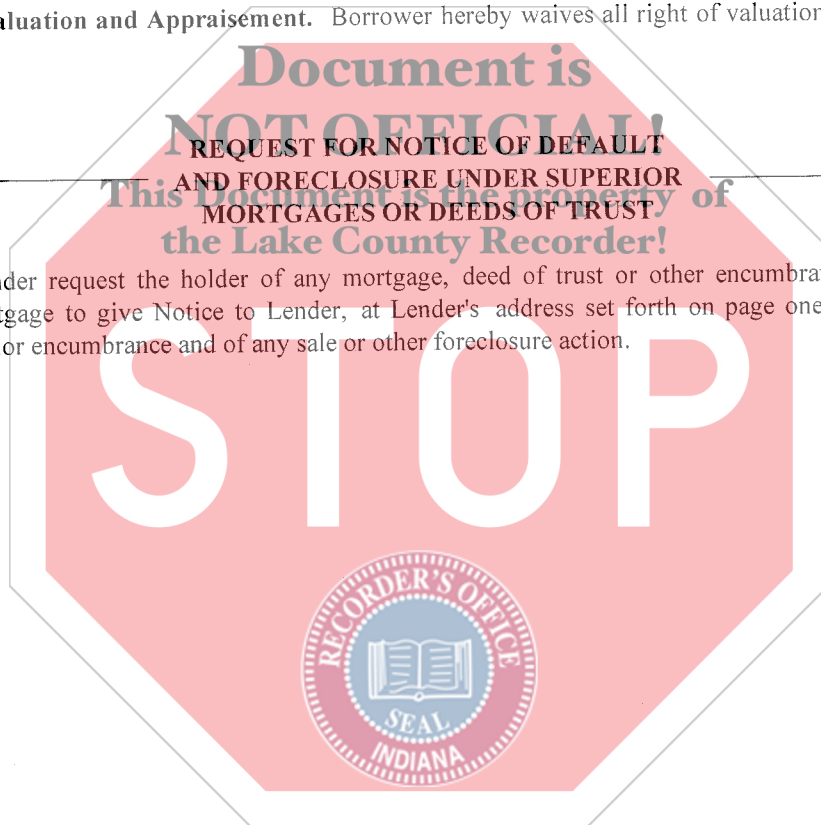 aluation and Appraisement. Borrower hereby waives all right of valuation
Document is
NOT OFFICIAL!
REQUEST FOR NOTICE OF DEFAULT
AND FORECLOSURE UNDER SUPERIOR
This Document is the property of
MORTGAGES OR DEEDS OF TRUST
the Lake County Recorder!
nder request the holder of any mortgage, deed of trust or other encumbra
tgage to give Notice to Lender, at Lender's address set forth on page one
or encumbrance and of any sale or other foreclosure action.
STOP
RECORDER'S OFFICE
SEAL
INDIANA